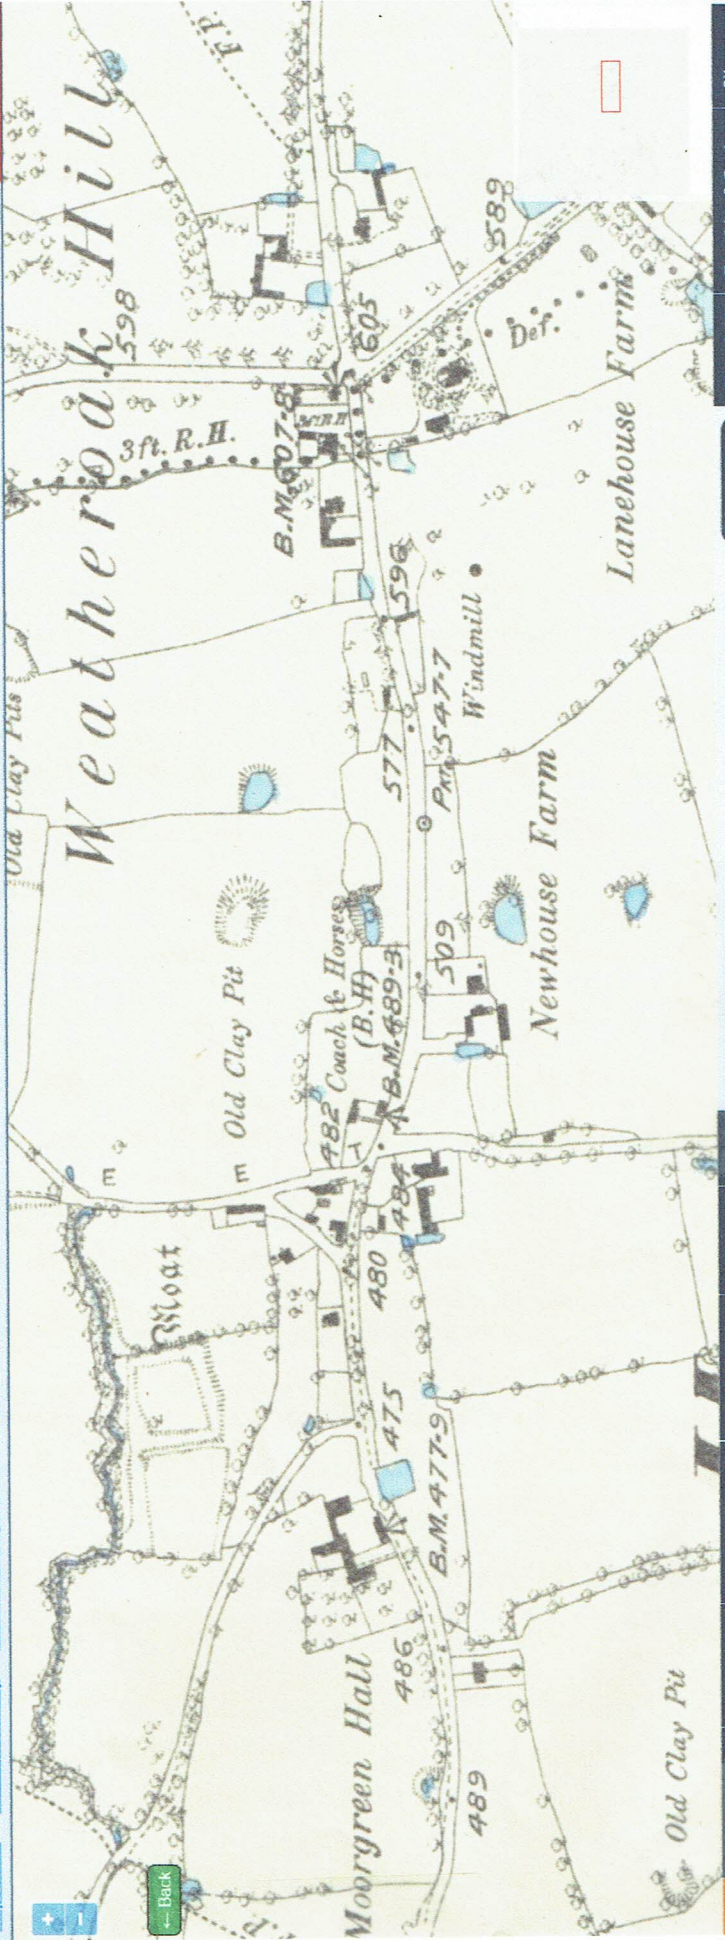 F.P.
Weatheroak Hill
598
3ft. R.H.
B.M. 607·8
3ft R.H
605
589
Def.
Lanehouse Farm
596
Windmill
577
547·7
Old Clay Pits
Old Clay Pit
Coach & Horses
(B.H)
B.M. 489·3
509
Newhouse Farm
482
484
480
E
E
Moat
475
B.M. 477·9
Moorgreen Hall
486
489
Old Clay Pit
F.P.
+
−
← Back